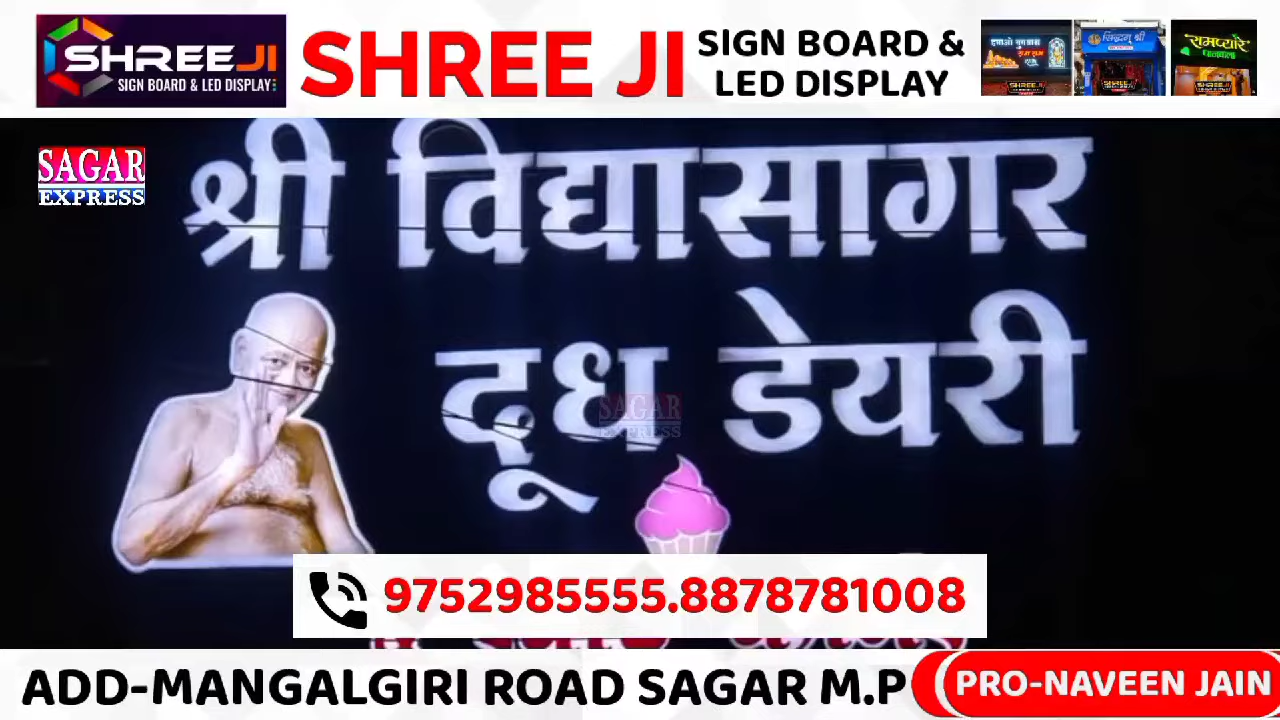 SHREEJI
SIGN BOARD & LED DISPLAY
SHREE JI
SIGN BOARD &
LED DISPLAY
रामप्यारे
SAGAR
EXPRESS
श्री विद्यासागर
दूध डेयरी
SAGAR
EXPRESS
9752985555.8878781008
ADD-MANGALGIRI ROAD SAGAR M.P
PRO-NAVEEN JAIN